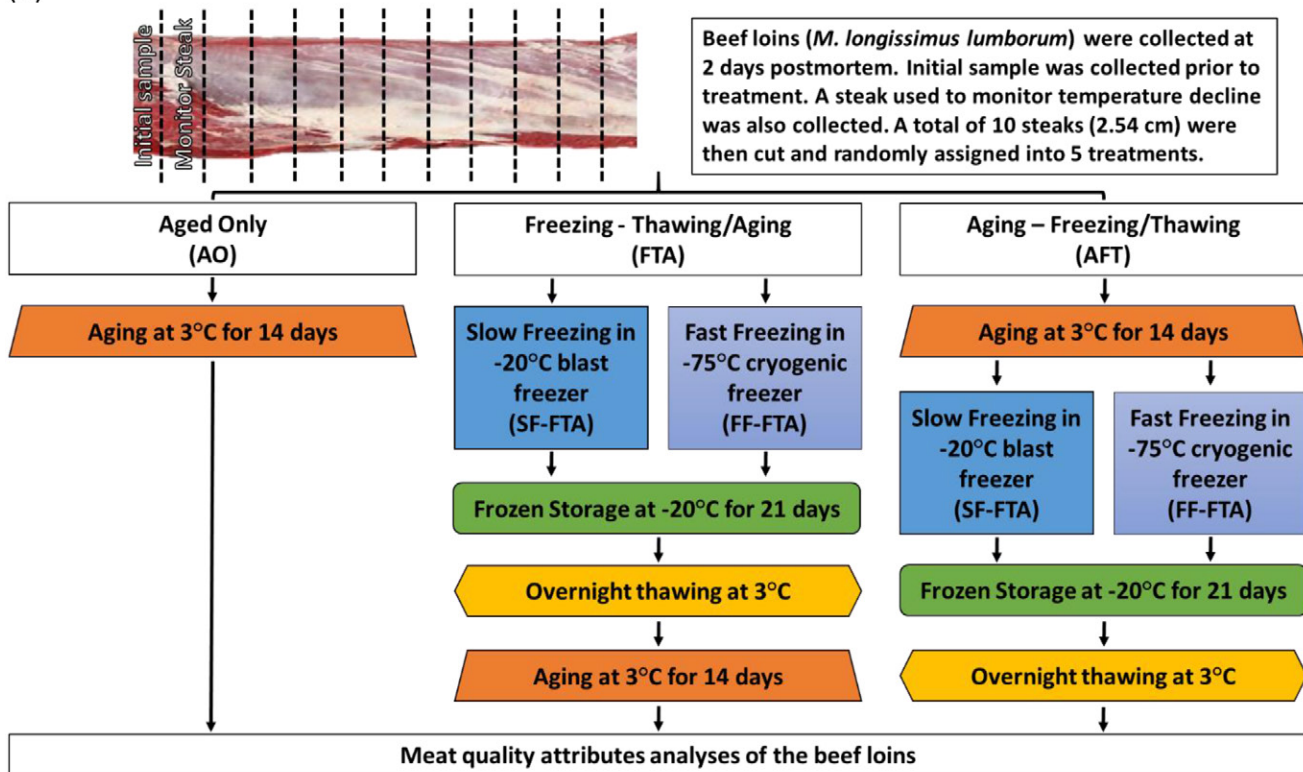 Initial sample
Monitor Steak
Beef loins (M. longissimus lumborum) were collected at
2 days postmortem. Initial sample was collected prior to
treatment. A steak used to monitor temperature decline
was also collected. A total of 10 steaks (2.54 cm) were
then cut and randomly assigned into 5 treatments.
Aged Only
(AO)
Aging at 3°C for 14 days
Freezing - Thawing/Aging
(FTA)
Slow Freezing in
-20°C blast
freezer
(SF-FTA)
Fast Freezing in
-75°C cryogenic
freezer
(FF-FTA)
Frozen Storage at -20°C for 21 days
Overnight thawing at 3°C
Aging at 3°C for 14 days
Aging – Freezing/Thawing
(AFT)
Aging at 3°C for 14 days
Slow Freezing in
-20°C blast
freezer
(SF-FTA)
Fast Freezing in
-75°C cryogenic
freezer
(FF-FTA)
Frozen Storage at -20°C for 21 days
Overnight thawing at 3°C
Meat quality attributes analyses of the beef loins